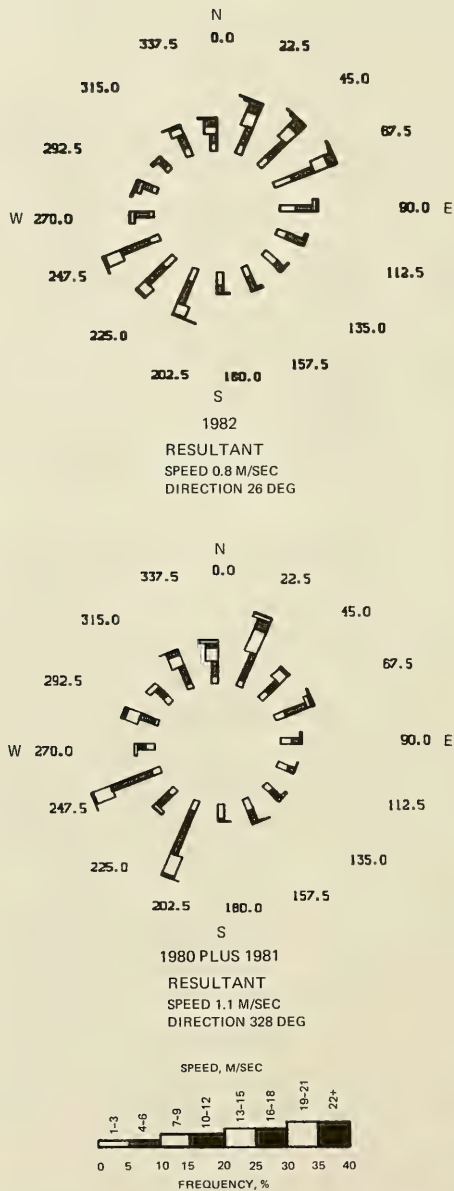 N
337.5 0.0 22.5
315.0 45.0
292.5 67.5
W 270.0 90.0 E
247.5 112.5
225.0 135.0
202.5 180.0 157.5
S
1982
RESULTANT
SPEED 0.8 M/SEC
DIRECTION 26 DEG
N
337.5 0.0 22.5
315.0 45.0
292.5 67.5
W 270.0 90.0 E
247.5 112.5
225.0 135.0
202.5 180.0 157.5
S
1980 PLUS 1981
RESULTANT
SPEED 1.1 M/SEC
DIRECTION 328 DEG
SPEED, M/SEC
1-3 4-6 7-9 10-12 13-15 16-18 19-21 22+
0 5 10 15 20 25 30 35 40
FREQUENCY, %